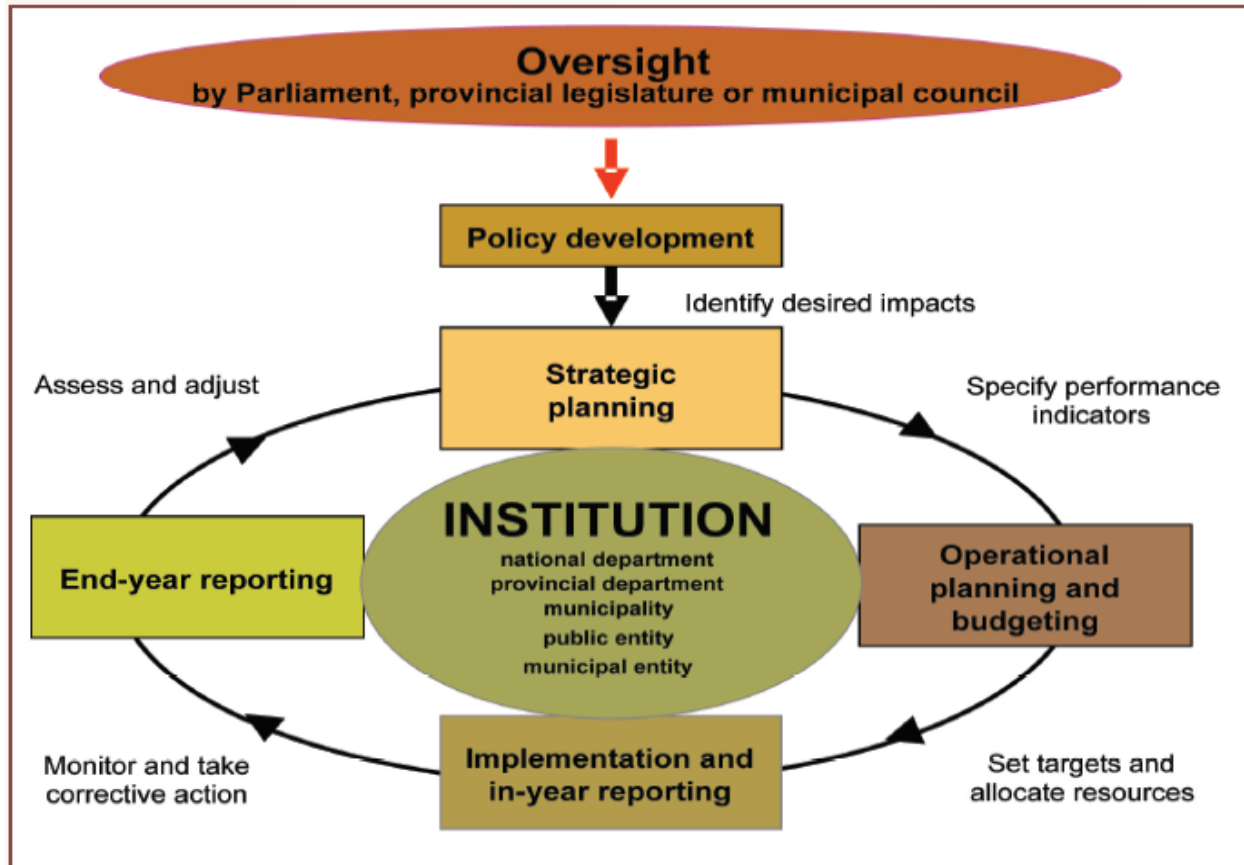 Oversight
by Parliament, provincial legislature or municipal council
Policy development
Identify desired impacts
Strategic
planning
Assess and adjust
Specify performance
indicators
INSTITUTION
national department
provincial department
municipality
public entity
municipal entity
End-year reporting
Operational
planning and
budgeting
Implementation and
in-year reporting
Monitor and take
corrective action
Set targets and
allocate resources